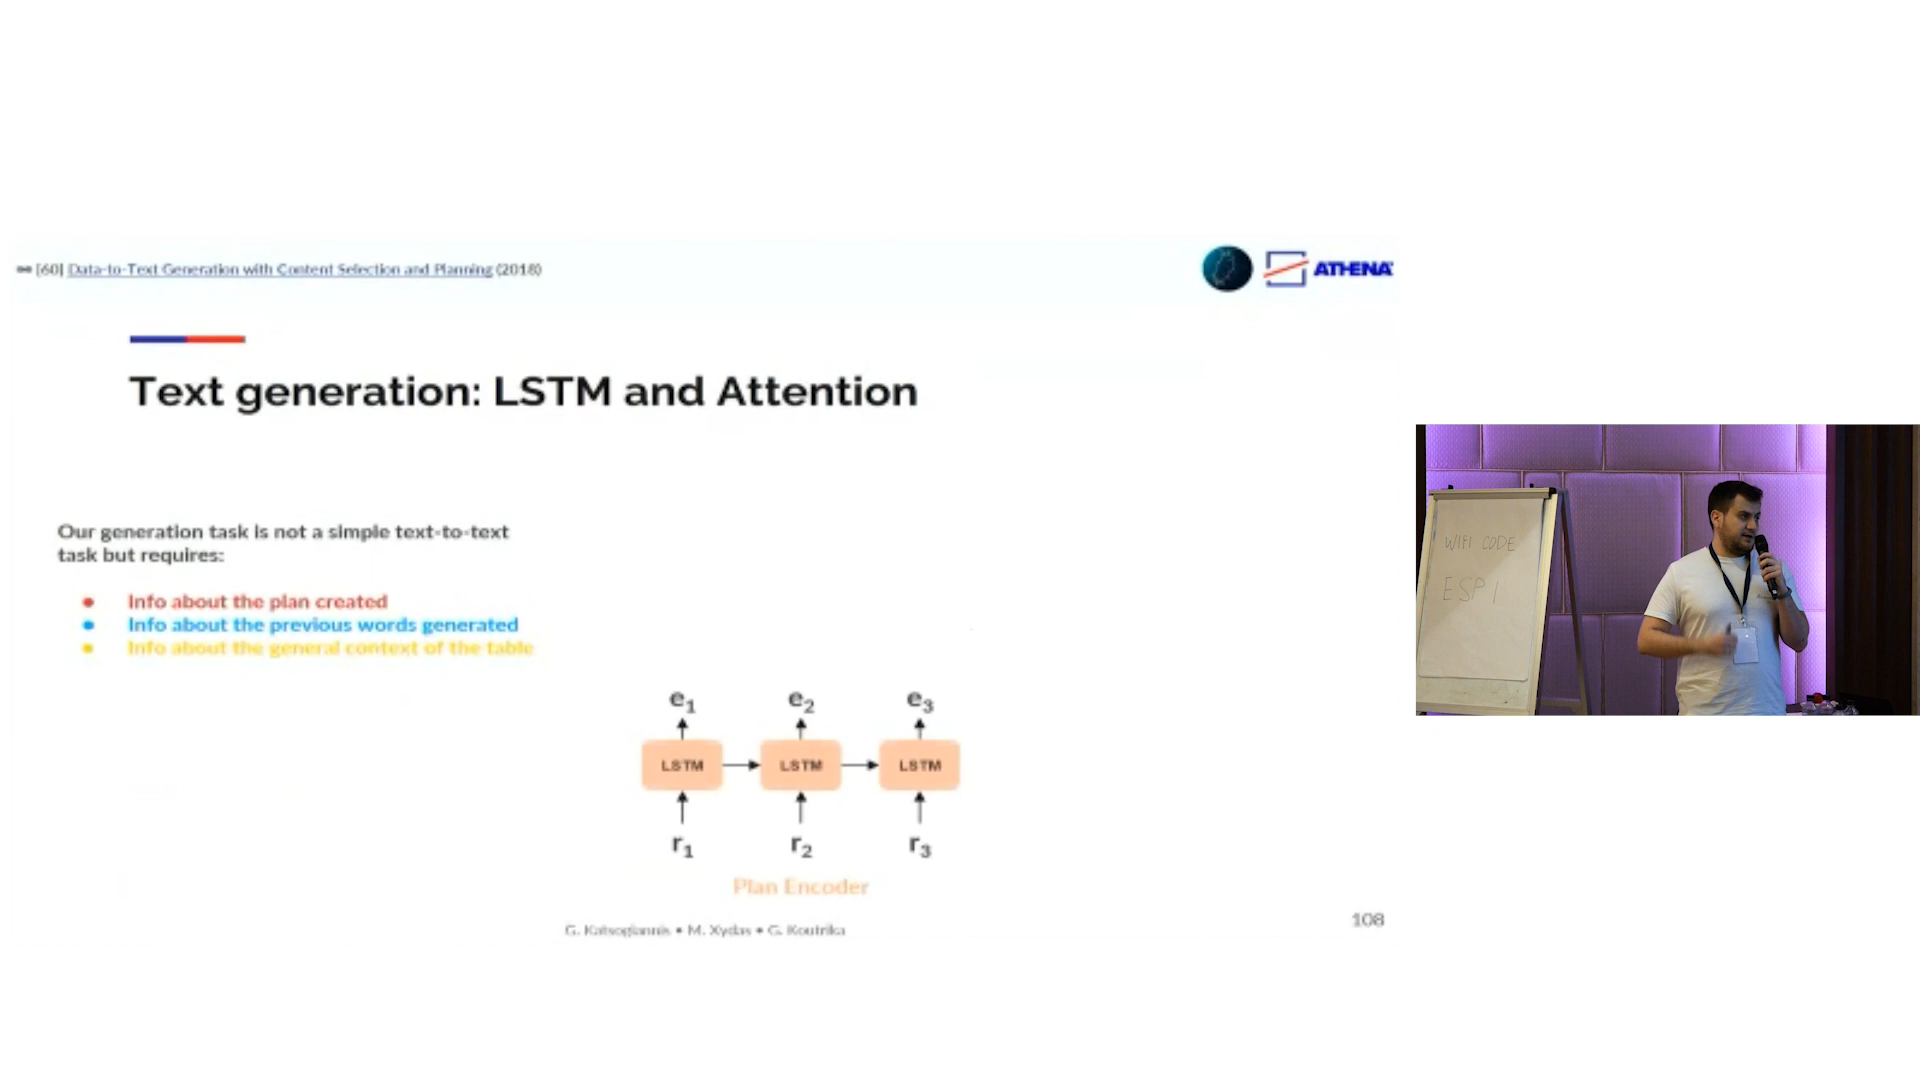 [60] Data-to-Text Generation with Content Selection and Planning (2018)
ATHENA
Text generation: LSTM and Attention
Our generation task is not a simple text-to-text
task but requires:
● Info about the plan created
● Info about the previous words generated
● Info about the general context of the table
e1 e2 e3
LSTM LSTM LSTM
r1 r2 r3
Plan Encoder
G. Katsogiannis • M. Xydas • G. Koutrika
108
WIFI CODE
ESP1